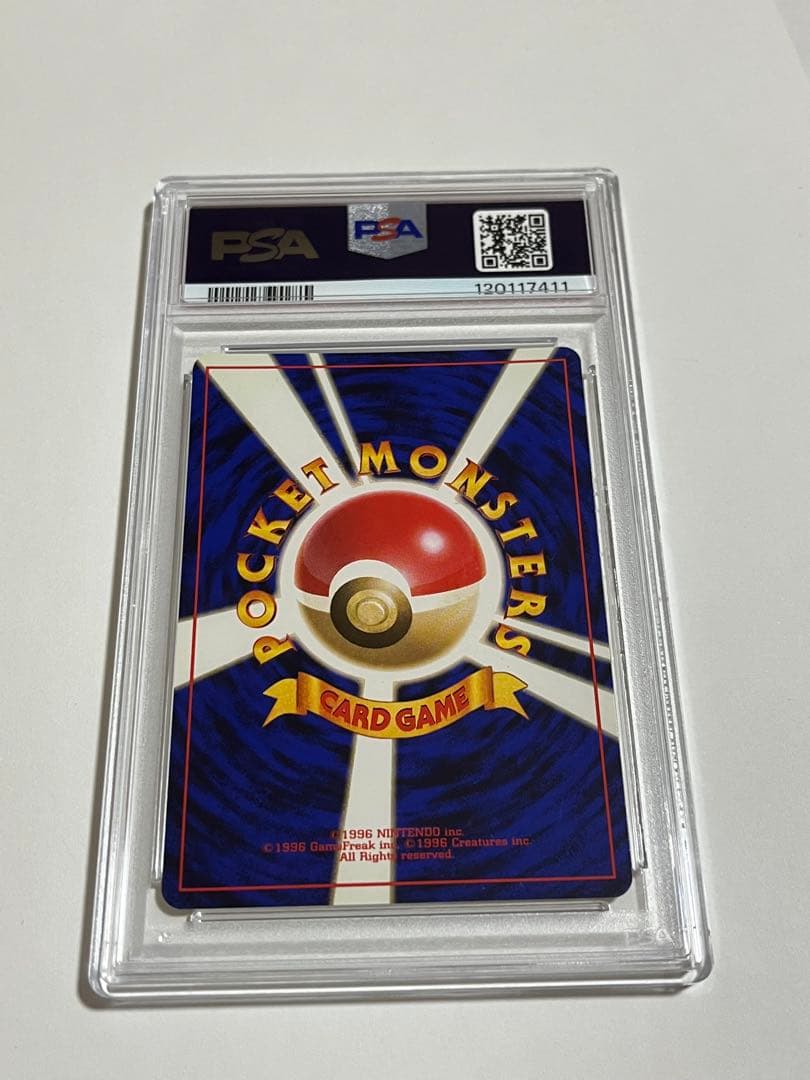 PSA
PSA
120117411
POCKET MONSTERS
CARD GAME
©1996 NINTENDO inc.
©1996 GameFreak inc. ©1996 Creatures inc.
All Rights reserved.